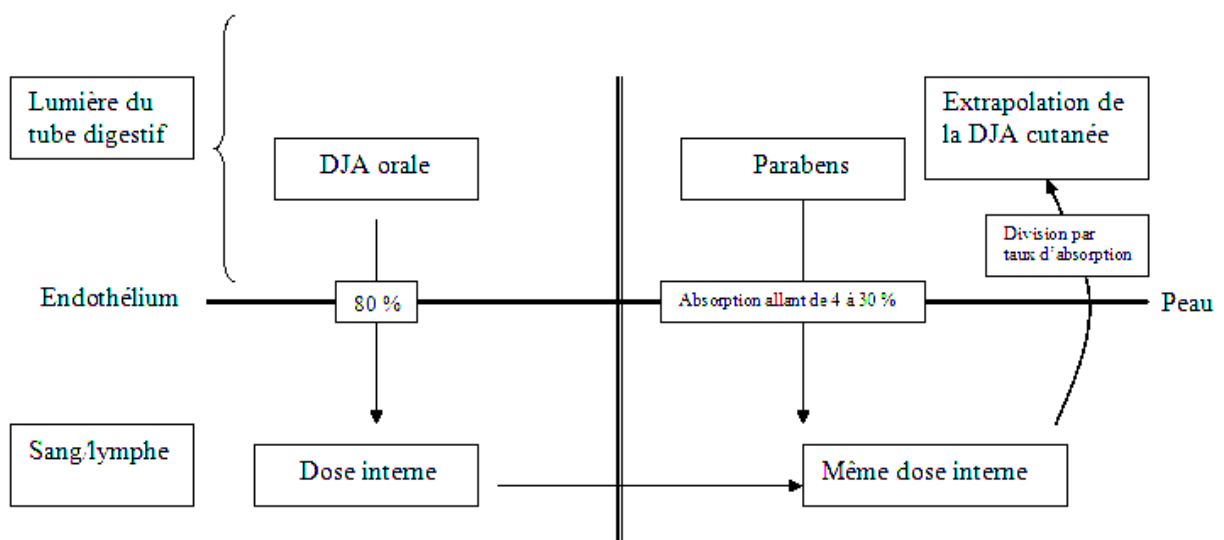 Lumière du
tube digestif
DJA orale
Parabens
Extrapolation de
la DJA cutanée
Division par
taux d'absorption
Endothélium
80 %
Absorption allant de 4 à 30 %
Peau
Sang/lymphe
Dose interne
Même dose interne